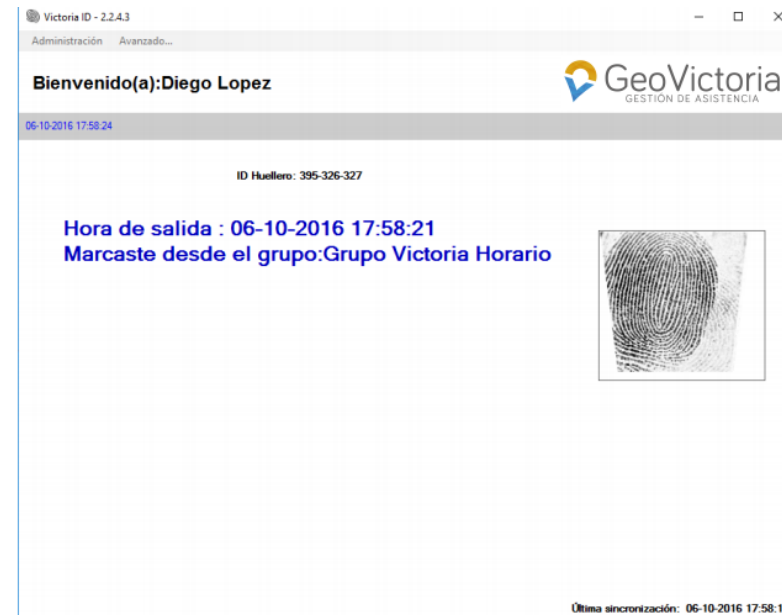 Victoria ID - 2.2.4.3
Administración Avanzado...
Bienvenido(a):Diego Lopez
GeoVictoria
GESTIÓN DE ASISTENCIA
06-10-2016 17:58:24
ID Huellero: 395-326-327
Hora de salida : 06-10-2016 17:58:21
Marcaste desde el grupo:Grupo Victoria Horario
Última sincronización: 06-10-2016 17:58:1